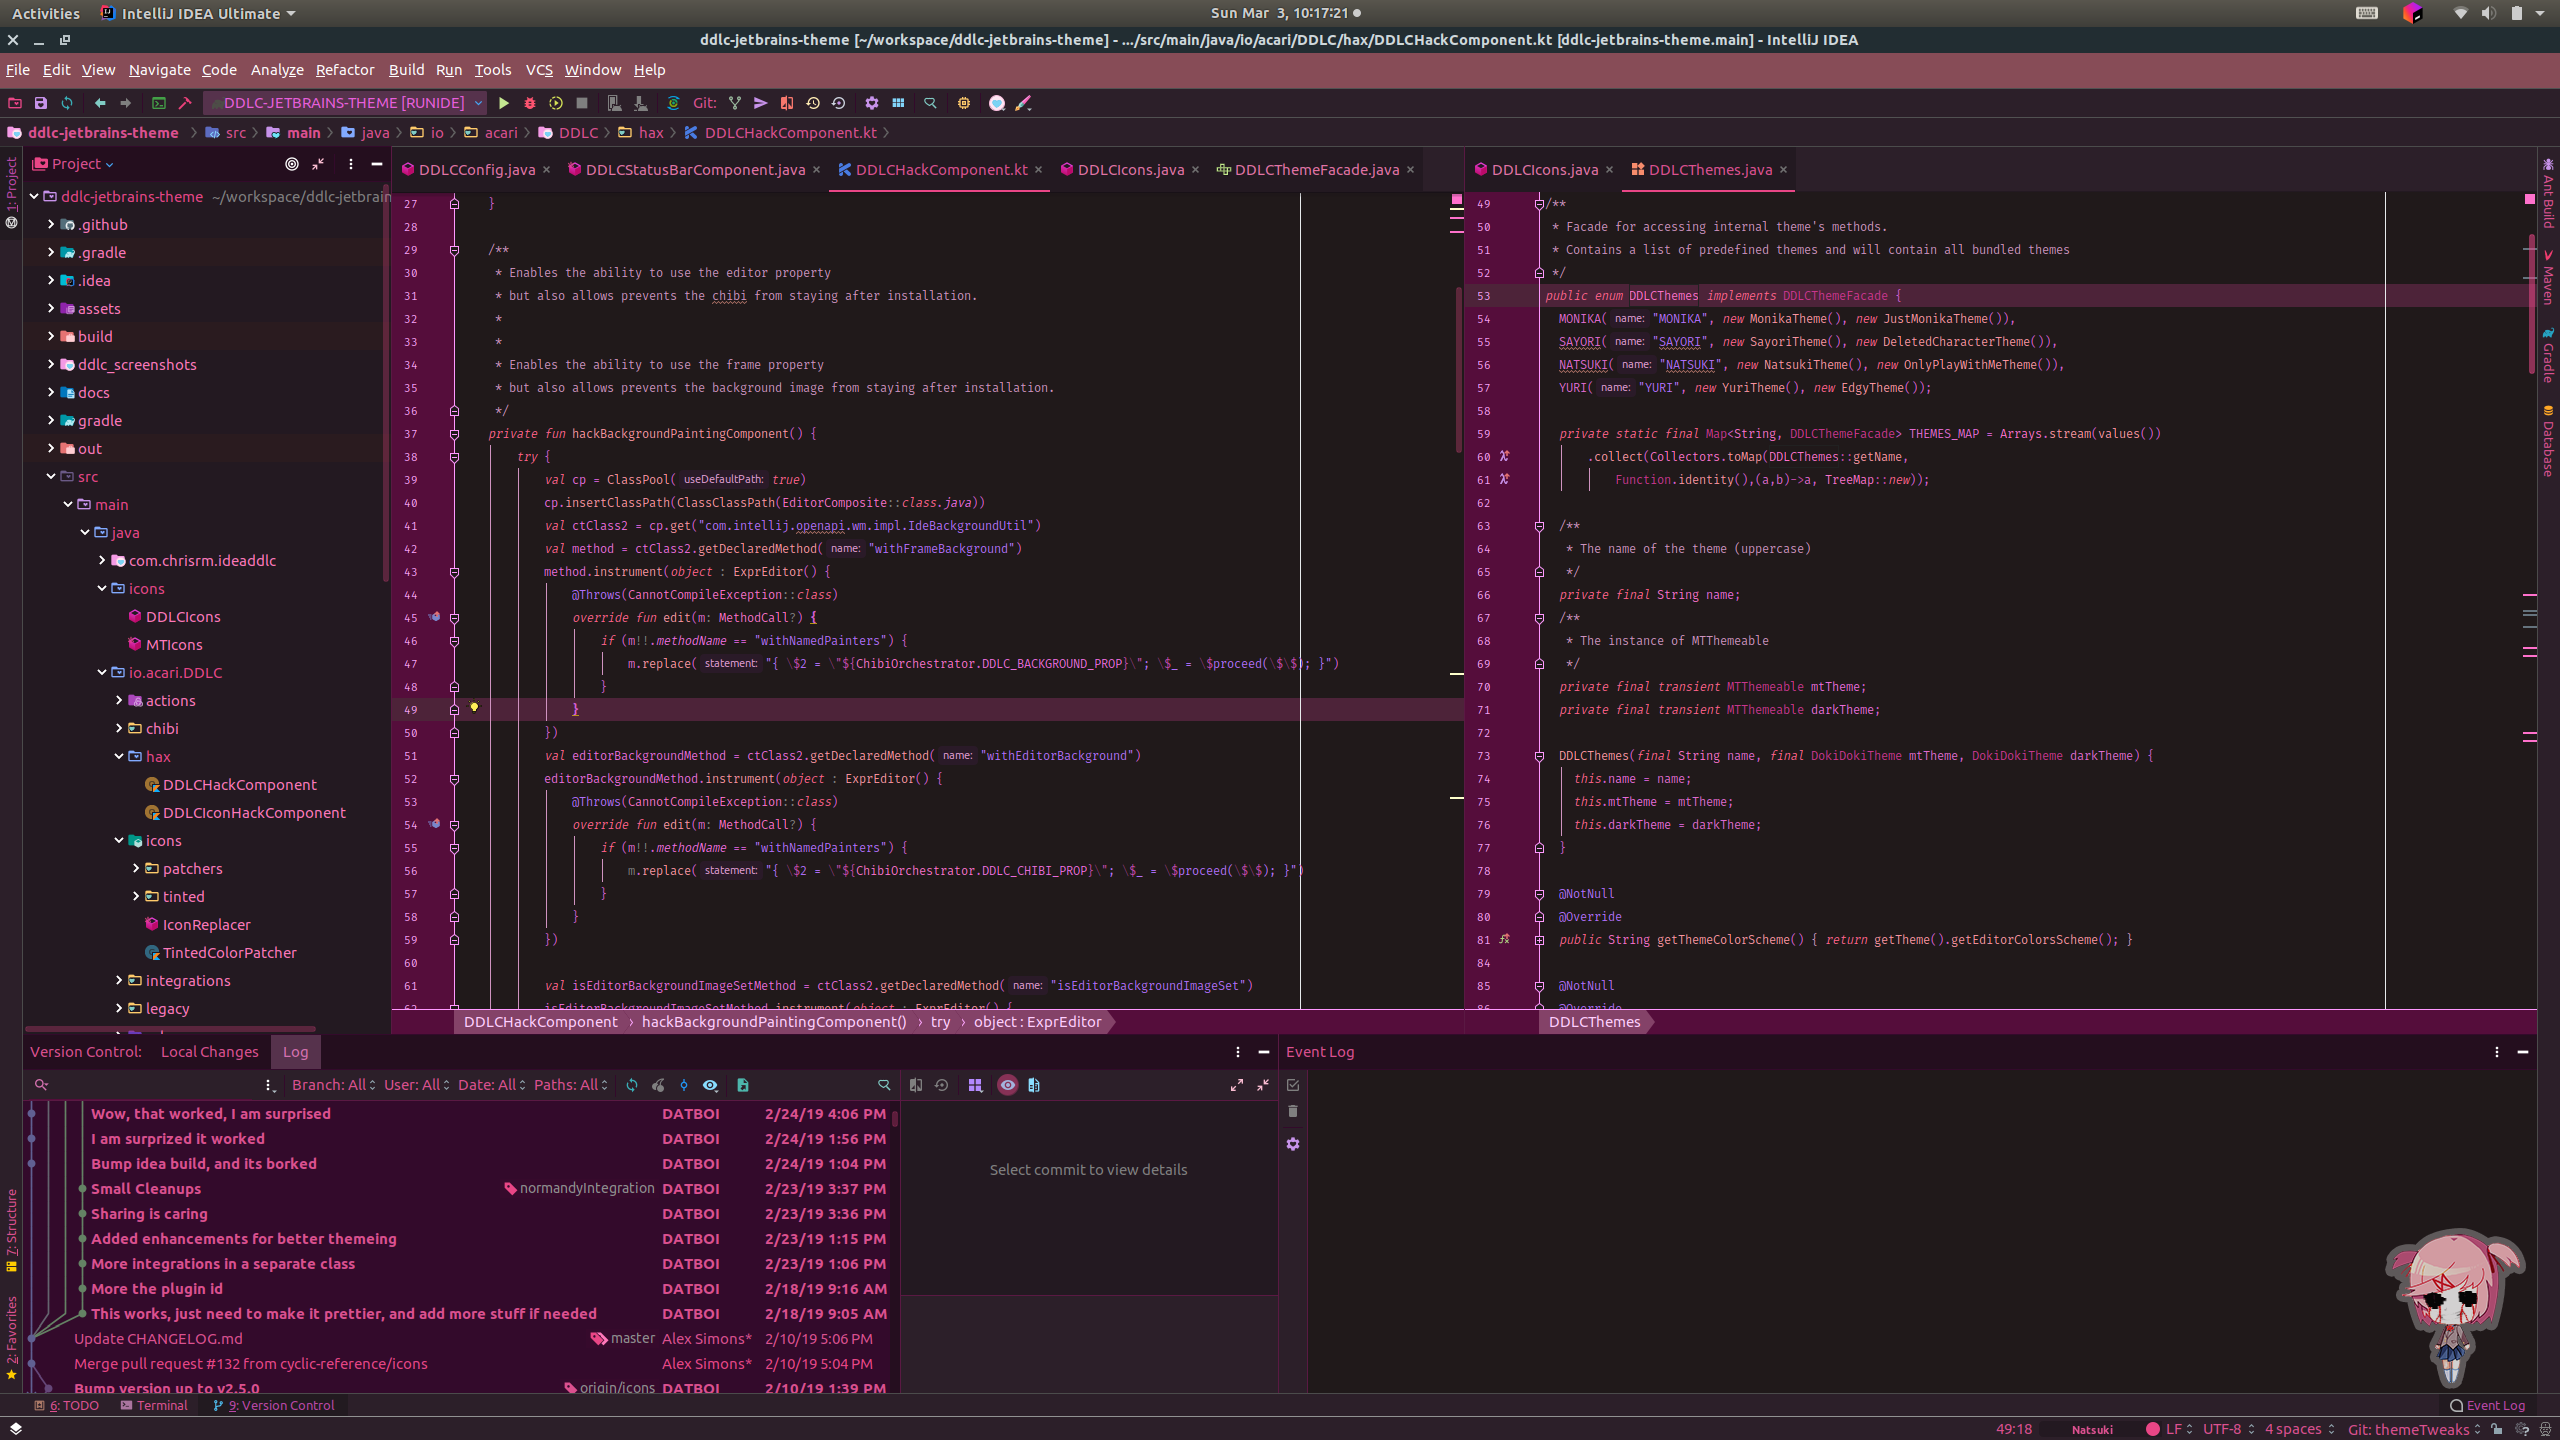 Activities IntelliJ IDEA Ultimate Sun Mar 3, 10:17:21
ddlc-jetbrains-theme [~/workspace/ddlc-jetbrains-theme] - .../src/main/java/io/acari/DDLC/hax/DDLCHackComponent.kt [ddlc-jetbrains-theme.main] - IntelliJ IDEA
File Edit View Navigate Code Analyze Refactor Build Run Tools VCS Window Help
DDLC-JETBRAINS-THEME [RUNIDE] Git:
ddlc-jetbrains-theme src main java io acari DDLC hax DDLCHackComponent.kt
1: Project
7: Structure
2: Favorites
Project
ddlc-jetbrains-theme ~/workspace/ddlc-jetbrain
.github
.gradle
.idea
assets
build
ddlc_screenshots
docs
gradle
out
src
main
java
com.chrisrm.ideaddlc
icons
DDLCIcons
MTIcons
io.acari.DDLC
actions
chibi
hax
DDLCHackComponent
DDLCIconHackComponent
icons
patchers
tinted
IconReplacer
TintedColorPatcher
integrations
legacy
DDLCConfig.java DDLCStatusBarComponent.java DDLCHackComponent.kt DDLCIcons.java DDLCThemeFacade.java
27 }
28
29 /**
30 * Enables the ability to use the editor property
31 * but also allows prevents the chibi from staying after installation.
32 *
33 *
34 * Enables the ability to use the frame property
35 * but also allows prevents the background image from staying after installation.
36 */
37 private fun hackBackgroundPaintingComponent() {
38 try {
39 val cp = ClassPool( useDefaultPath: true)
40 cp.insertClassPath(ClassClassPath(EditorComposite::class.java))
41 val ctClass2 = cp.get("com.intellij.openapi.wm.impl.IdeBackgroundUtil")
42 val method = ctClass2.getDeclaredMethod( name: "withFrameBackground")
43 method.instrument(object : ExprEditor() {
44 @Throws(CannotCompileException::class)
45 override fun edit(m: MethodCall?) {
46 if (m!!.methodName == "withNamedPainters") {
47 m.replace( statement: "{ \$2 = \"${ChibiOrchestrator.DDLC_BACKGROUND_PROP}\"; \$_ = \$proceed(\$\$); }")
48 }
49 }
50 })
51 val editorBackgroundMethod = ctClass2.getDeclaredMethod( name: "withEditorBackground")
52 editorBackgroundMethod.instrument(object : ExprEditor() {
53 @Throws(CannotCompileException::class)
54 override fun edit(m: MethodCall?) {
55 if (m!!.methodName == "withNamedPainters") {
56 m.replace( statement: "{ \$2 = \"${ChibiOrchestrator.DDLC_CHIBI_PROP}\"; \$_ = \$proceed(\$\$); }")
57 }
58 }
59 })
60
61 val isEditorBackgroundImageSetMethod = ctClass2.getDeclaredMethod( name: "isEditorBackgroundImageSet")
62 isEditorBackgroundImageSetMethod.instrument(object : ExprEditor() {
DDLCHackComponent › hackBackgroundPaintingComponent() › try › object : ExprEditor
DDLCIcons.java DDLCThemes.java
49 /**
50 * Facade for accessing internal theme's methods.
51 * Contains a list of predefined themes and will contain all bundled themes
52 */
53 public enum DDLCThemes implements DDLCThemeFacade {
54 MONIKA( name: "MONIKA", new MonikaTheme(), new JustMonikaTheme()),
55 SAYORI( name: "SAYORI", new SayoriTheme(), new DeletedCharacterTheme()),
56 NATSUKI( name: "NATSUKI", new NatsukiTheme(), new OnlyPlayWithMeTheme()),
57 YURI( name: "YURI", new YuriTheme(), new EdgyTheme());
58
59 private static final Map<String, DDLCThemeFacade> THEMES_MAP = Arrays.stream(values())
60 .collect(Collectors.toMap(DDLCThemes::getName,
61 Function.identity(),(a,b)->a, TreeMap::new));
62
63 /**
64 * The name of the theme (uppercase)
65 */
66 private final String name;
67 /**
68 * The instance of MTThemeable
69 */
70 private final transient MTThemeable mtTheme;
71 private final transient MTThemeable darkTheme;
72
73 DDLCThemes(final String name, final DokiDokiTheme mtTheme, DokiDokiTheme darkTheme) {
74 this.name = name;
75 this.mtTheme = mtTheme;
76 this.darkTheme = darkTheme;
77 }
78
79 @NotNull
80 @Override
81 public String getThemeColorScheme() { return getTheme().getEditorColorsScheme(); }
84
85 @NotNull
86 @Override
DDLCThemes
Ant Build
Maven
Gradle
Database
Version Control: Local Changes Log
Branch: All User: All Date: All Paths: All
Wow, that worked, I am surprised DATBOI 2/24/19 4:06 PM
I am surprized it worked DATBOI 2/24/19 1:56 PM
Bump idea build, and its borked DATBOI 2/24/19 1:04 PM
Small Cleanups normandyIntegration DATBOI 2/23/19 3:37 PM
Sharing is caring DATBOI 2/23/19 3:36 PM
Added enhancements for better themeing DATBOI 2/23/19 1:15 PM
More integrations in a separate class DATBOI 2/23/19 1:06 PM
More the plugin id DATBOI 2/18/19 9:16 AM
This works, just need to make it prettier, and add more stuff if needed DATBOI 2/18/19 9:05 AM
Update CHANGELOG.md master Alex Simons* 2/10/19 5:06 PM
Merge pull request #132 from cyclic-reference/icons Alex Simons* 2/10/19 5:04 PM
Bump version up to v2.5.0 origin/icons DATBOI 2/10/19 1:39 PM
Select commit to view details
Event Log
6: TODO Terminal 9: Version Control Event Log
49:18 Natsuki LF UTF-8 4 spaces Git: themeTweaks